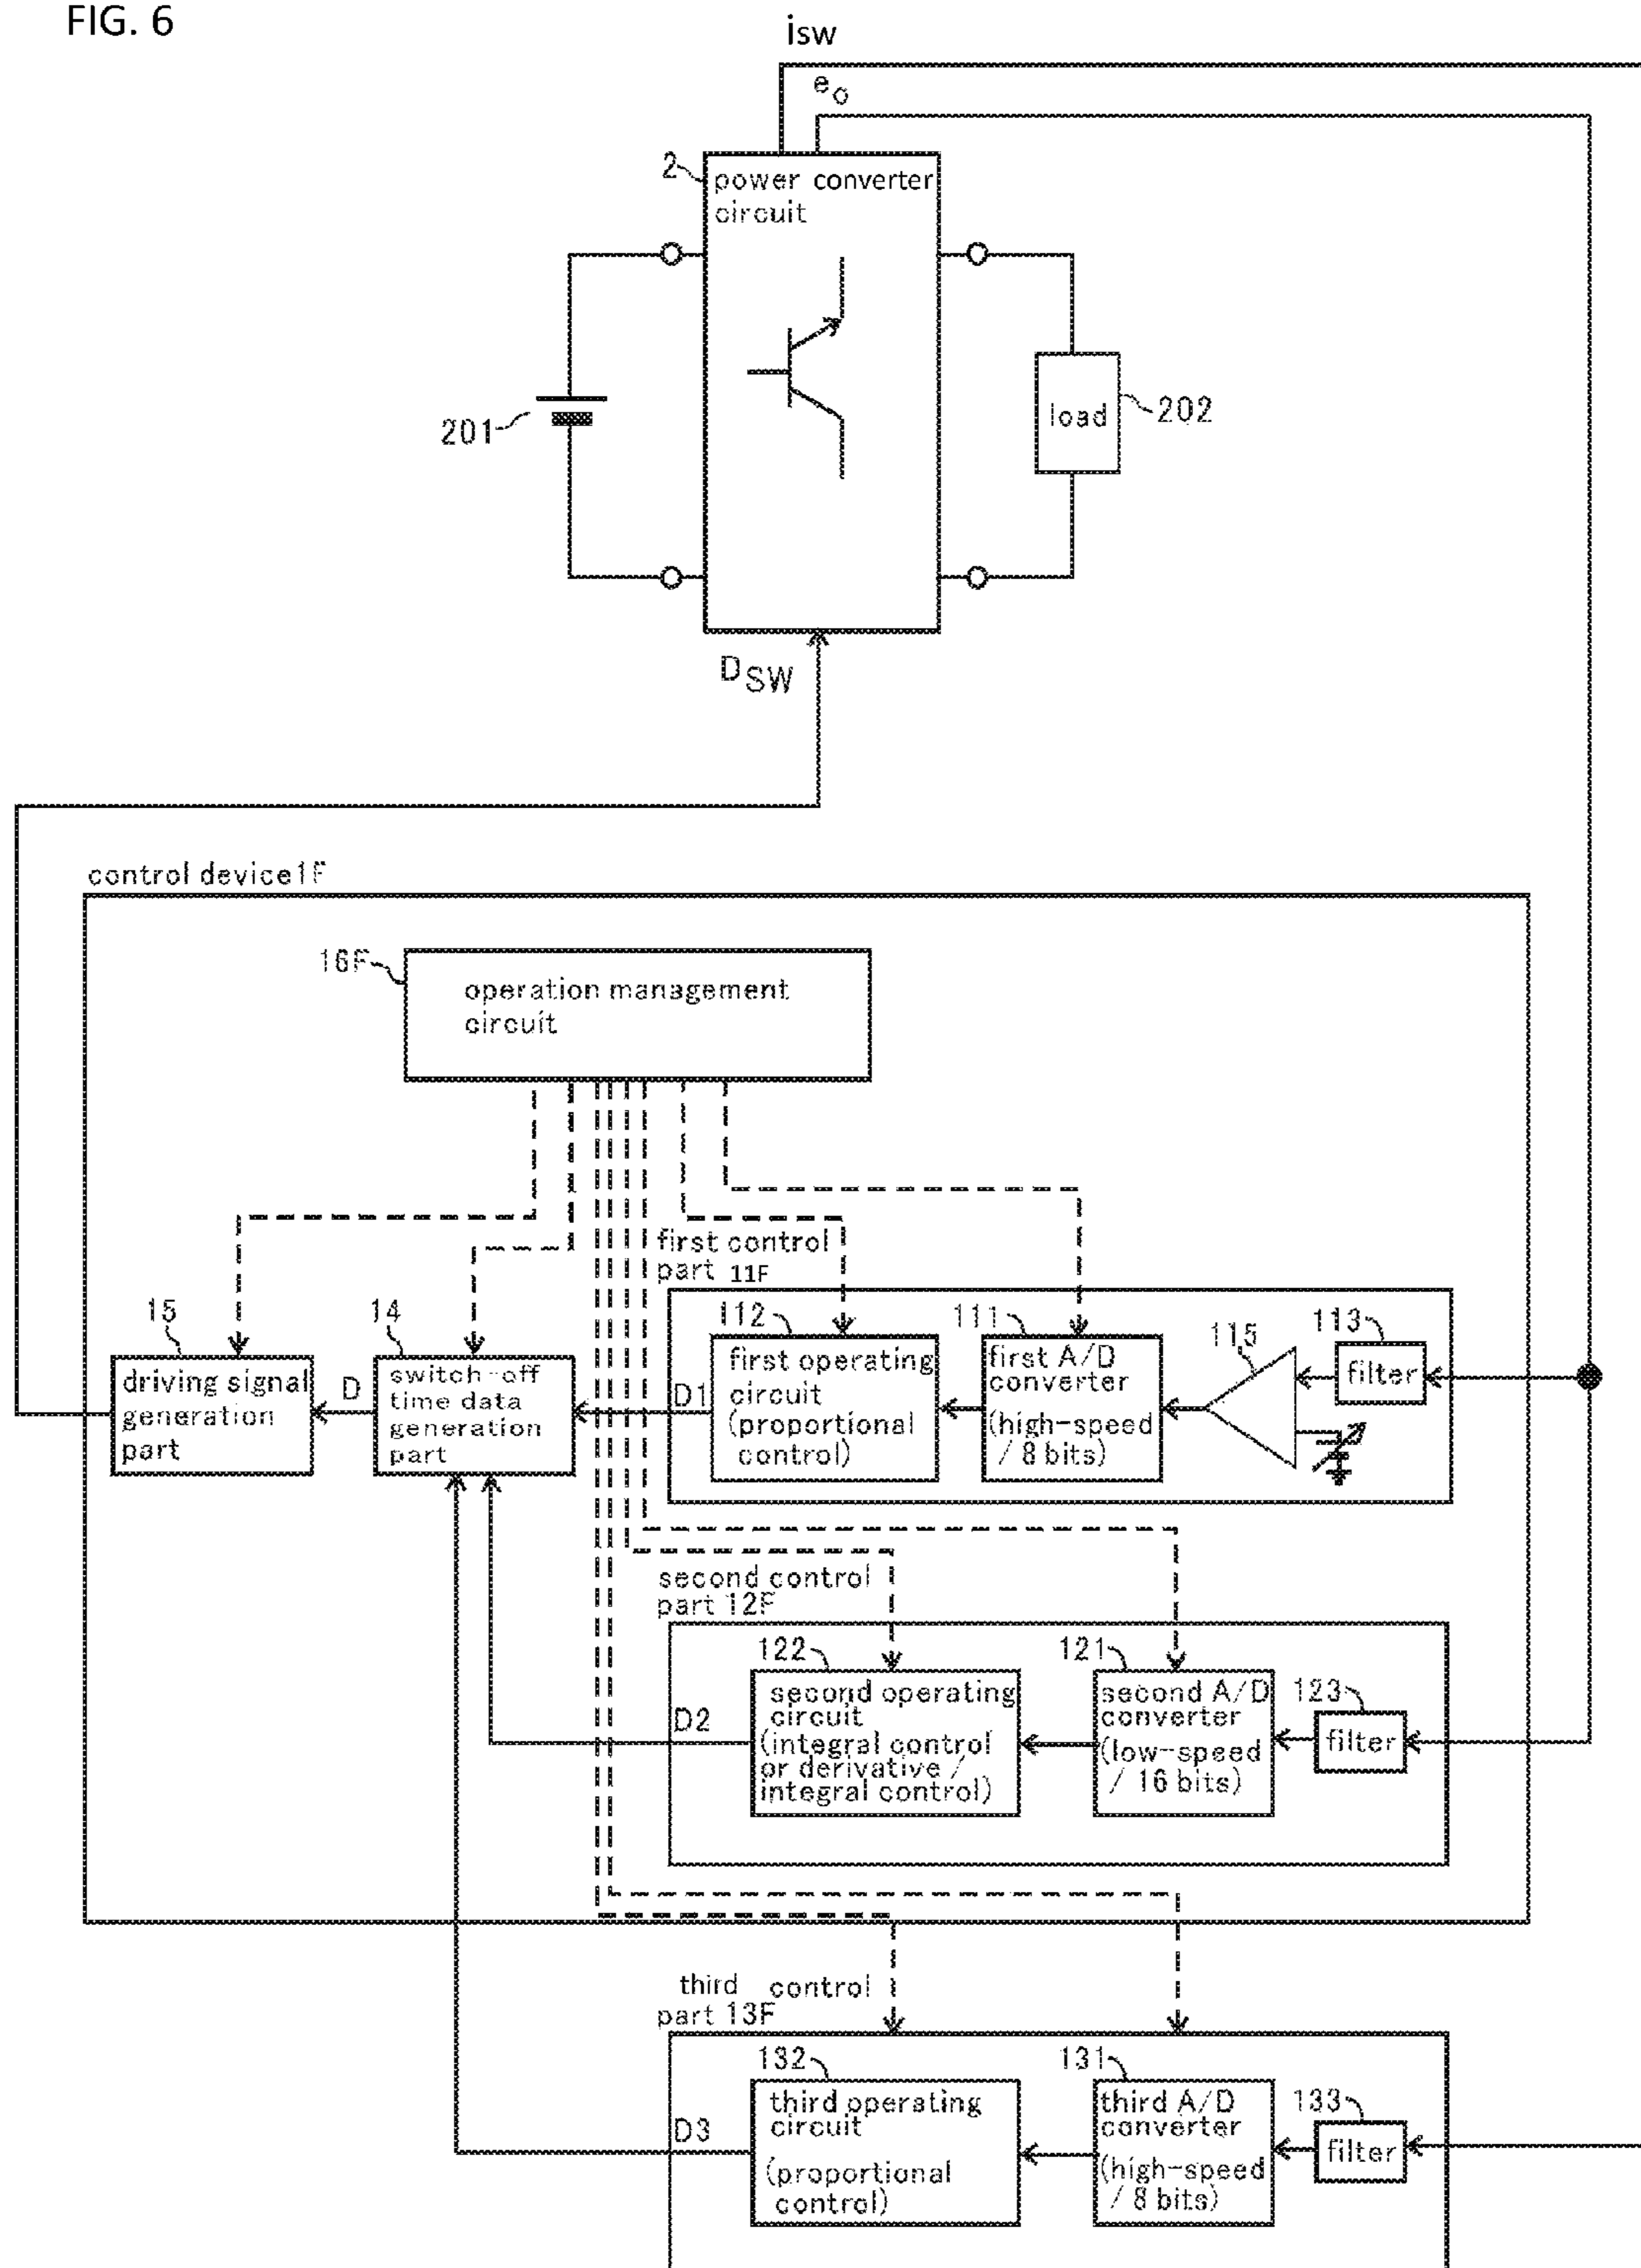 FIG. 6
isw
eo
2
power converter
circuit
201
load
202
DSW
control device1F
16F
operation management
circuit
first control
part 11F
15
14
112
111
115
113
driving signal
generation
part
D
switch-off
time data
generation
part
D1
first operating
circuit
(proportional
control)
first A/D
converter
(high-speed
/ 8 bits)
filter
second control
part 12F
122
121
123
D2
second operating
circuit
(integral control
or derivative /
integral control)
second A/D
converter
(low-speed
/ 16 bits)
filter
third control
part 13F
132
131
133
D3
third operating
circuit
(proportional
control)
third A/D
converter
(high-speed
/ 8 bits)
filter